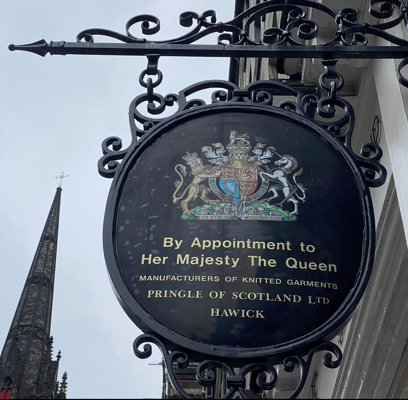 By Appointment to
Her Majesty The Queen
MANUFACTURERS OF KNITTED GARMENTS
PRINGLE OF SCOTLAND LTD
HAWICK